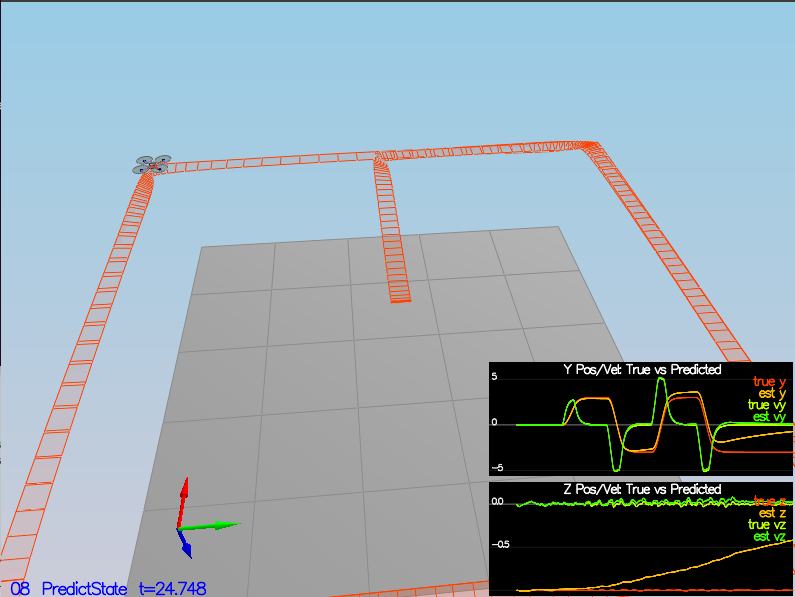 Y Pos/Vel: True vs Predicted
5
true y
est y
true vy
0
est vy
-5
Z Pos/Vel: True vs Predicted
0.0
true z
est z
true vz
est vz
-0.5
08 PredictState t=24.748